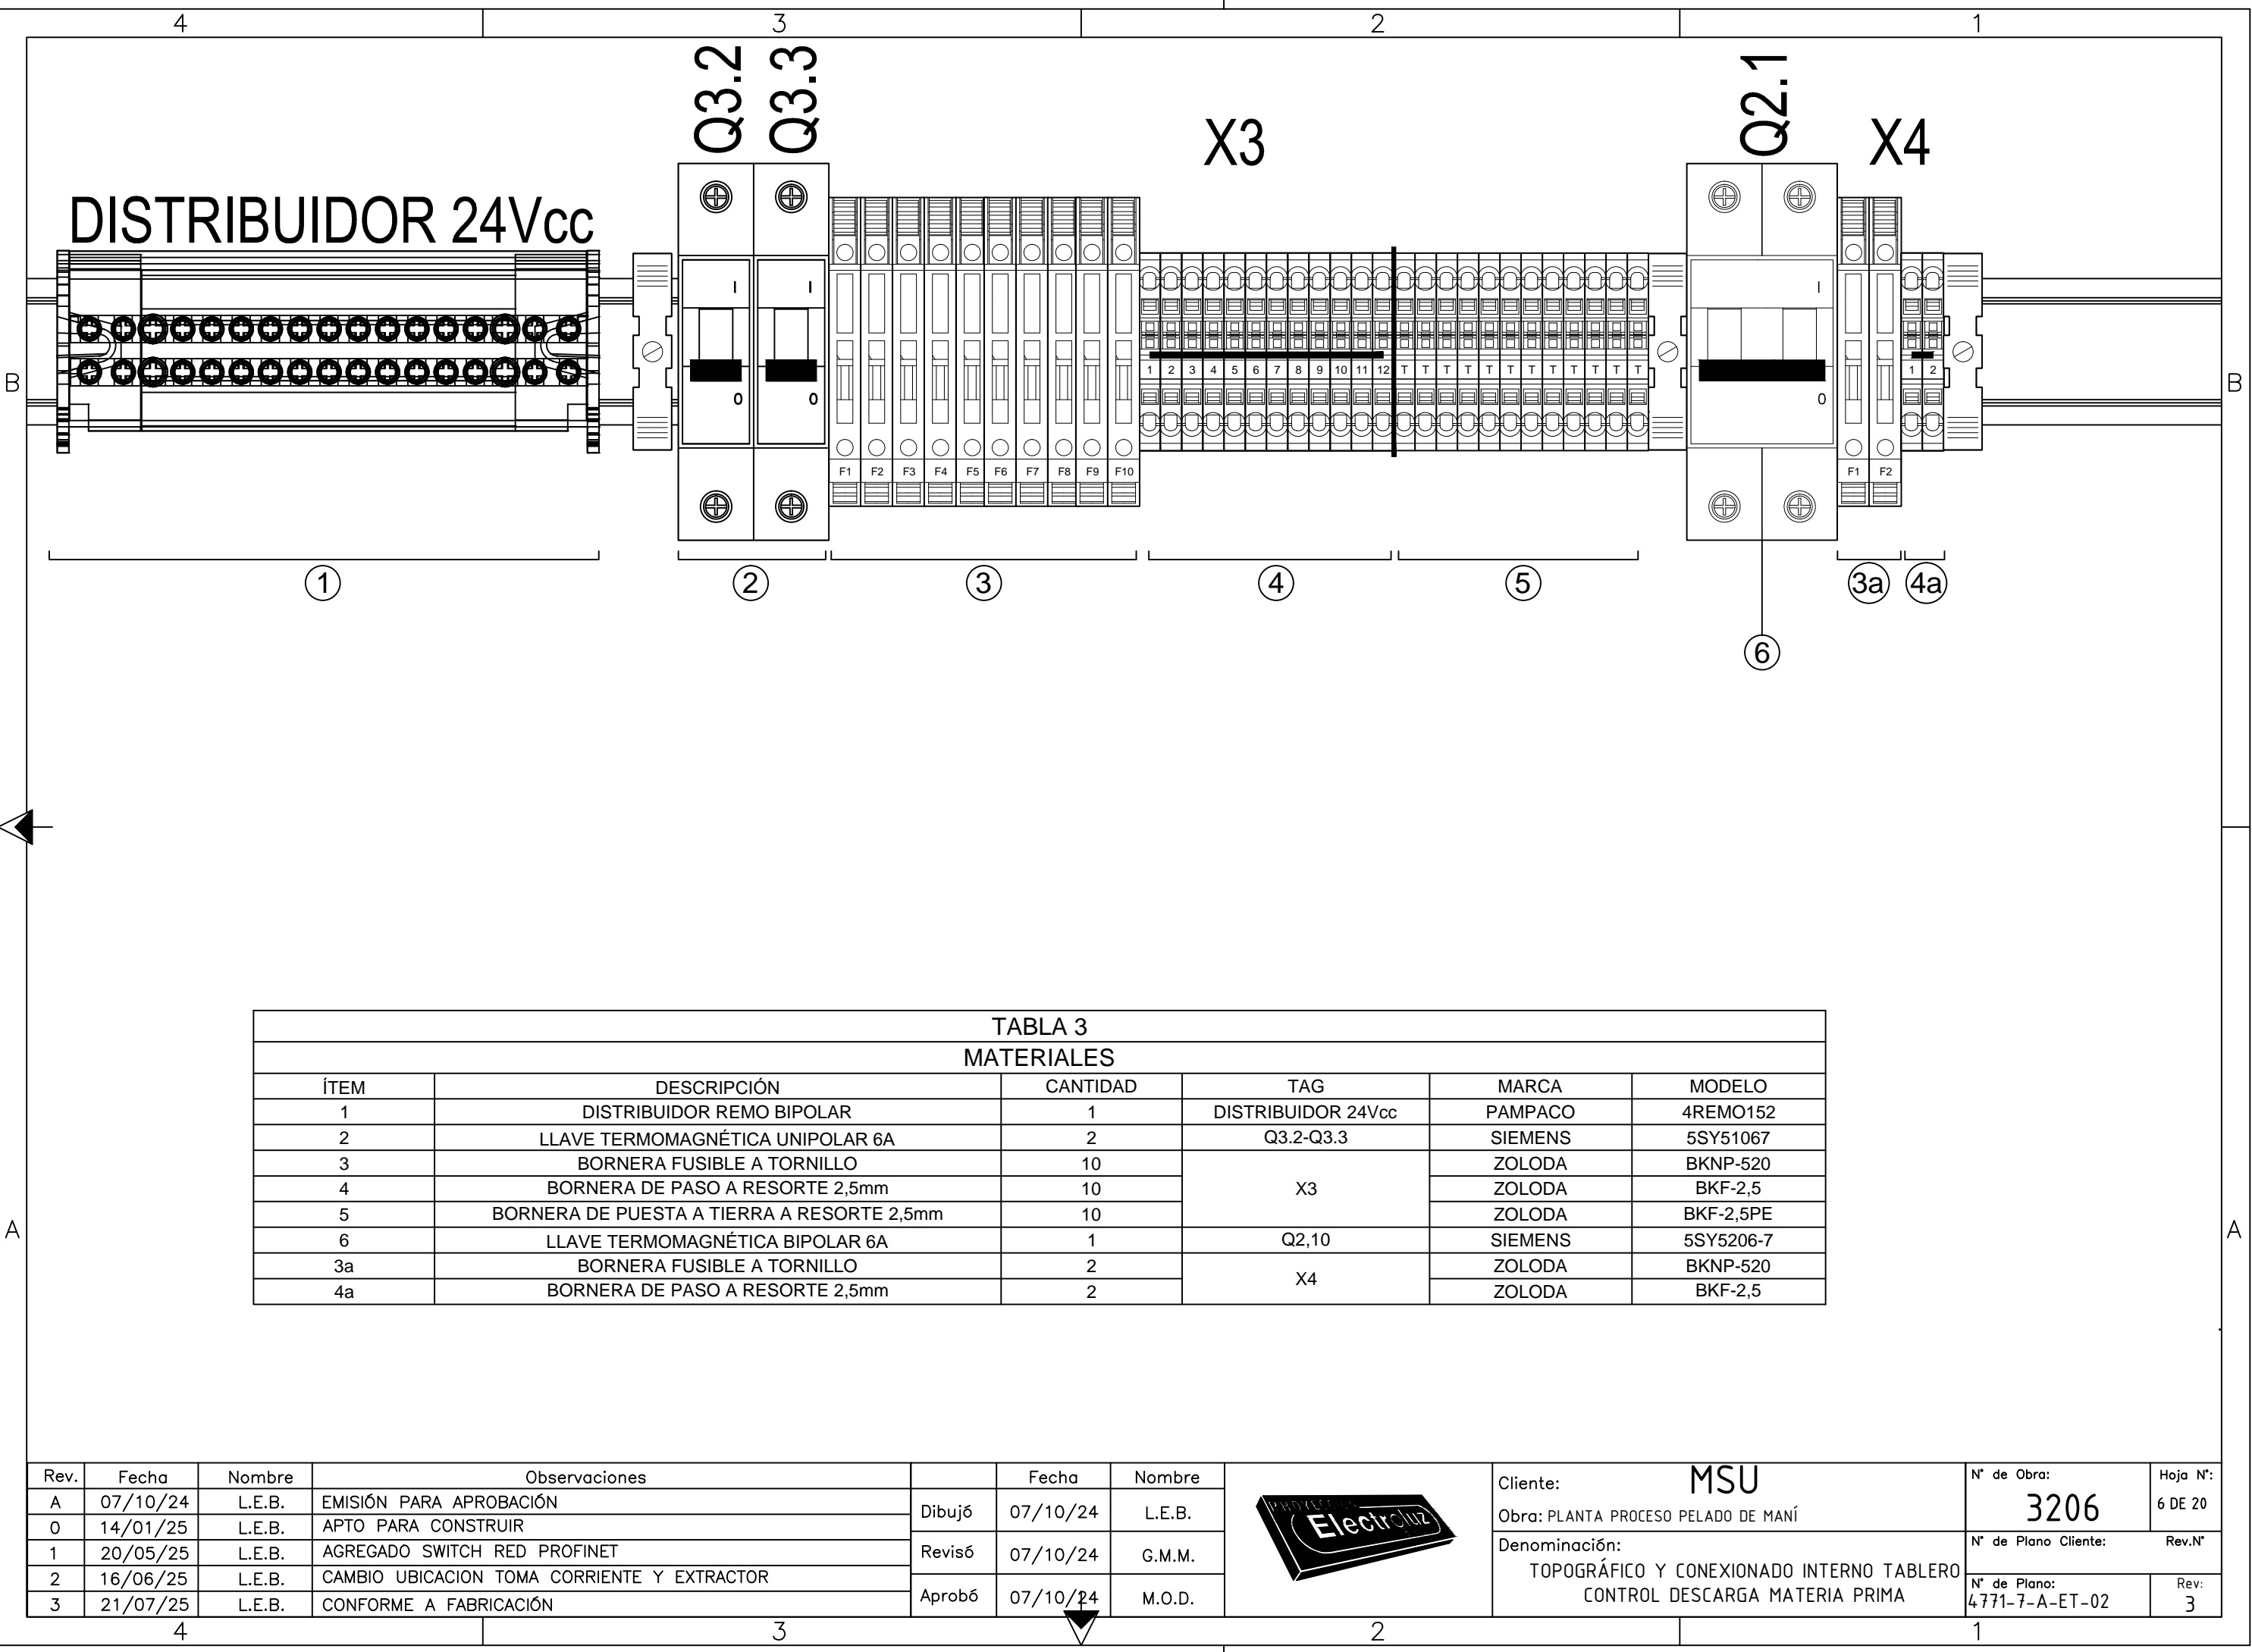 4 3 2 1
Q3.2 Q3.3 Q2.1
X3 X4
DISTRIBUIDOR 24Vcc
I I I
B B
1 2 3 4 5 6 7 8 9 10 11 12 T T T T T T T T T T T T 1 2
0 0 0
F1 F2 F3 F4 F5 F6 F7 F8 F9 F10 F1 F2
1 2 3 4 5 3a 4a
6
TABLA 3
MATERIALES
ÍTEM DESCRIPCIÓN CANTIDAD TAG MARCA MODELO
1 DISTRIBUIDOR REMO BIPOLAR 1 DISTRIBUIDOR 24Vcc PAMPACO 4REMO152
2 LLAVE TERMOMAGNÉTICA UNIPOLAR 6A 2 Q3.2-Q3.3 SIEMENS 5SY51067
3 BORNERA FUSIBLE A TORNILLO 10 ZOLODA BKNP-520
4 BORNERA DE PASO A RESORTE 2,5mm 10 X3 ZOLODA BKF-2,5
5 BORNERA DE PUESTA A TIERRA A RESORTE 2,5mm 10 ZOLODA BKF-2,5PE
6 LLAVE TERMOMAGNÉTICA BIPOLAR 6A 1 Q2,10 SIEMENS 5SY5206-7
3a BORNERA FUSIBLE A TORNILLO 2 X4 ZOLODA BKNP-520
4a BORNERA DE PASO A RESORTE 2,5mm 2 ZOLODA BKF-2,5
A A
Rev. Fecha Nombre Observaciones
A 07/10/24 L.E.B. EMISIÓN PARA APROBACIÓN
0 14/01/25 L.E.B. APTO PARA CONSTRUIR
1 20/05/25 L.E.B. AGREGADO SWITCH RED PROFINET
2 16/06/25 L.E.B. CAMBIO UBICACION TOMA CORRIENTE Y EXTRACTOR
3 21/07/25 L.E.B. CONFORME A FABRICACIÓN
Fecha Nombre
Dibujó 07/10/24 L.E.B.
Revisó 07/10/24 G.M.M.
Aprobó 07/10/24 M.O.D.
Electroluz
Cliente: MSU
Obra: PLANTA PROCESO PELADO DE MANÍ
Denominación:
TOPOGRÁFICO Y CONEXIONADO INTERNO TABLERO
CONTROL DESCARGA MATERIA PRIMA
N° de Obra:
3206
Hoja N°:
6 DE 20
N° de Plano Cliente: Rev.N°
N° de Plano:
4771-7-A-ET-02
Rev:
3
4 3 2 1